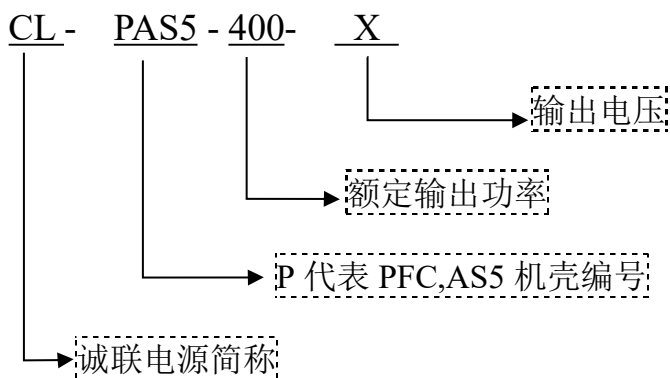 CL - PAS5 - 400- X
输出电压
额定输出功率
P 代表 PFC,AS5 机壳编号
诚联电源简称